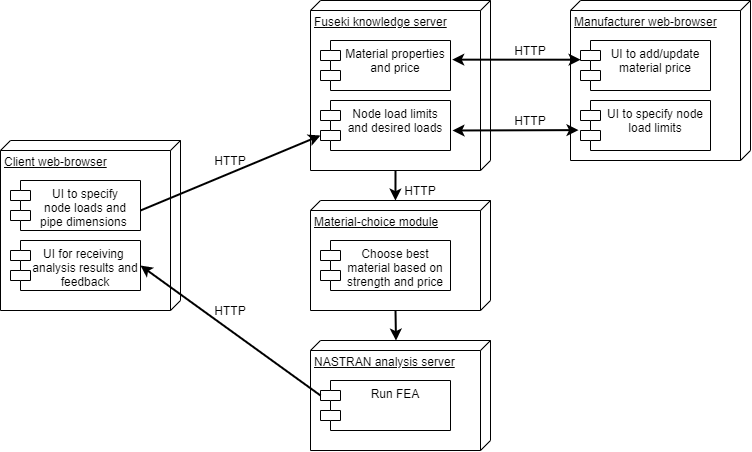 Fuseki knowledge server
Material properties
and price
Node load limits
and desired loads
HTTP
HTTP
Manufacturer web-browser
UI to add/update
material price
UI to specify node
load limits
Client web-browser
UI to specify
node loads and
pipe dimensions
UI for receiving
analysis results and
feedback
HTTP
HTTP
Material-choice module
Choose best
material based on
strength and price
HTTP
NASTRAN analysis server
Run FEA